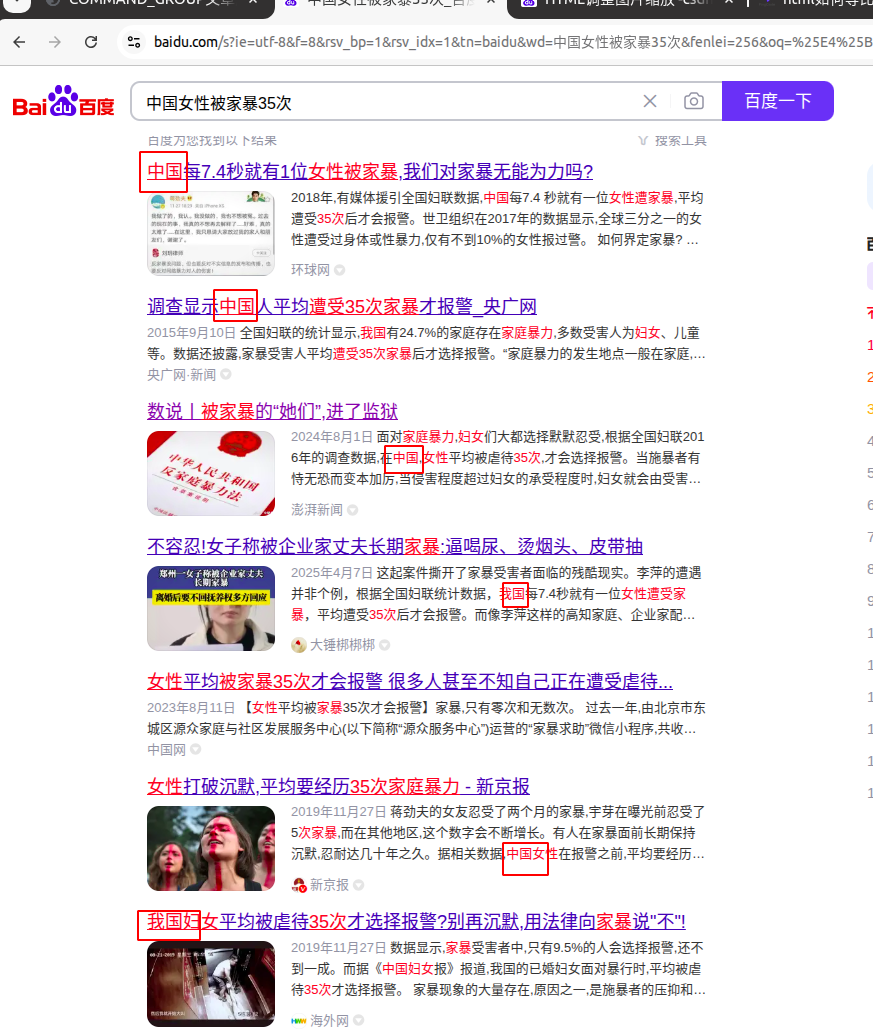 COMMAND_GROUP文章
中国女性被家暴35次_百度
HTML调整图片缩放-csdn
html如何等比
baidu.com/s?ie=utf-8&f=8&rsv_bp=1&rsv_idx=1&tn=baidu&wd=中国女性被家暴35次&fenlei=256&oq=%25E4%25B
Bai du 百度
中国女性被家暴35次
百度一下
百度为您找到以下结果
搜索工具
中国每7.4秒就有1位女性被家暴,我们对家暴无能为力吗?
2018年,有媒体援引全国妇联数据,中国每7.4 秒就有一位女性遭家暴,平均
遭受35次后才会报警。世卫组织在2017年的数据显示,全球三分之一的女
性遭受过身体或性暴力,仅有不到10%的女性报过警。 如何界定家暴? ...
环球网
调查显示中国人平均遭受35次家暴才报警_央广网
2015年9月10日 全国妇联的统计显示,我国有24.7%的家庭存在家庭暴力,多数受害人为妇女、儿童
等。数据还披露,家暴受害人平均遭受35次家暴后才选择报警。“家庭暴力的发生地点一般在家庭,...
央广网·新闻
数说丨被家暴的“她们”,进了监狱
中华人民共和国
反家庭暴力法
2024年8月1日 面对家庭暴力,妇女们大都选择默默忍受,根据全国妇联201
6年的调查数据,在中国,女性平均被虐待35次,才会选择报警。当施暴者有
恃无恐而变本加厉,当侵害程度超过妇女的承受程度时,妇女就会由受害...
澎湃新闻
不容忍!女子称被企业家丈夫长期家暴:逼喝尿、烫烟头、皮带抽
郑州一女子称被企业家丈夫
长期家暴
离婚后要不回抚养权多方回应
2025年4月7日 这起案件撕开了家暴受害者面临的残酷现实。李萍的遭遇
并非个例，根据全国妇联统计数据，我国每7.4秒就有一位女性遭受家
暴，平均遭受35次后才会报警。而像李萍这样的高知家庭、企业家配...
大锤梆梆梆
女性平均被家暴35次才会报警 很多人甚至不知自己正在遭受虐待...
2023年8月11日 【女性平均被家暴35次才会报警】家暴,只有零次和无数次。 过去一年,由北京市东
城区源众家庭与社区发展服务中心(以下简称“源众服务中心”)运营的“家暴求助”微信小程序,共收...
中国网
女性打破沉默,平均要经历35次家庭暴力 - 新京报
2019年11月27日 蒋劲夫的女友忍受了两个月的家暴,宇芽在曝光前忍受了
5次家暴,而在其他地区,这个数字会不断增长。有人在家暴面前长期保持
沉默,忍耐达几十年之久。据相关数据,中国女性在报警之前,平均要经历...
新京报
我国妇女平均被虐待35次才选择报警?别再沉默,用法律向家暴说"不"!
2019年11月27日 数据显示,家暴受害者中,只有9.5%的人会选择报警,还不
到一成。而据《中国妇女报》报道,我国的已婚妇女面对暴行时,平均被虐
待35次才选择报警。 家暴现象的大量存在,原因之一,是施暴者的压抑和...
海外网